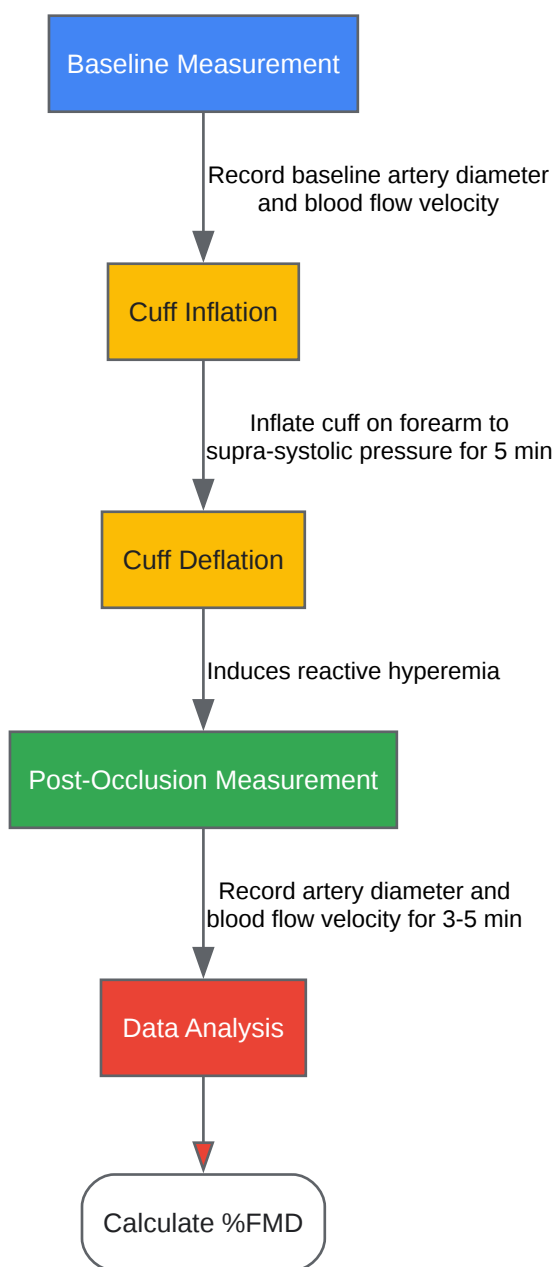 Baseline Measurement
Record baseline artery diameter
and blood flow velocity
Cuff Inflation
Inflate cuff on forearm to
supra-systolic pressure for 5 min
Cuff Deflation
Induces reactive hyperemia
Post-Occlusion Measurement
Record artery diameter and
blood flow velocity for 3-5 min
Data Analysis
Calculate %FMD